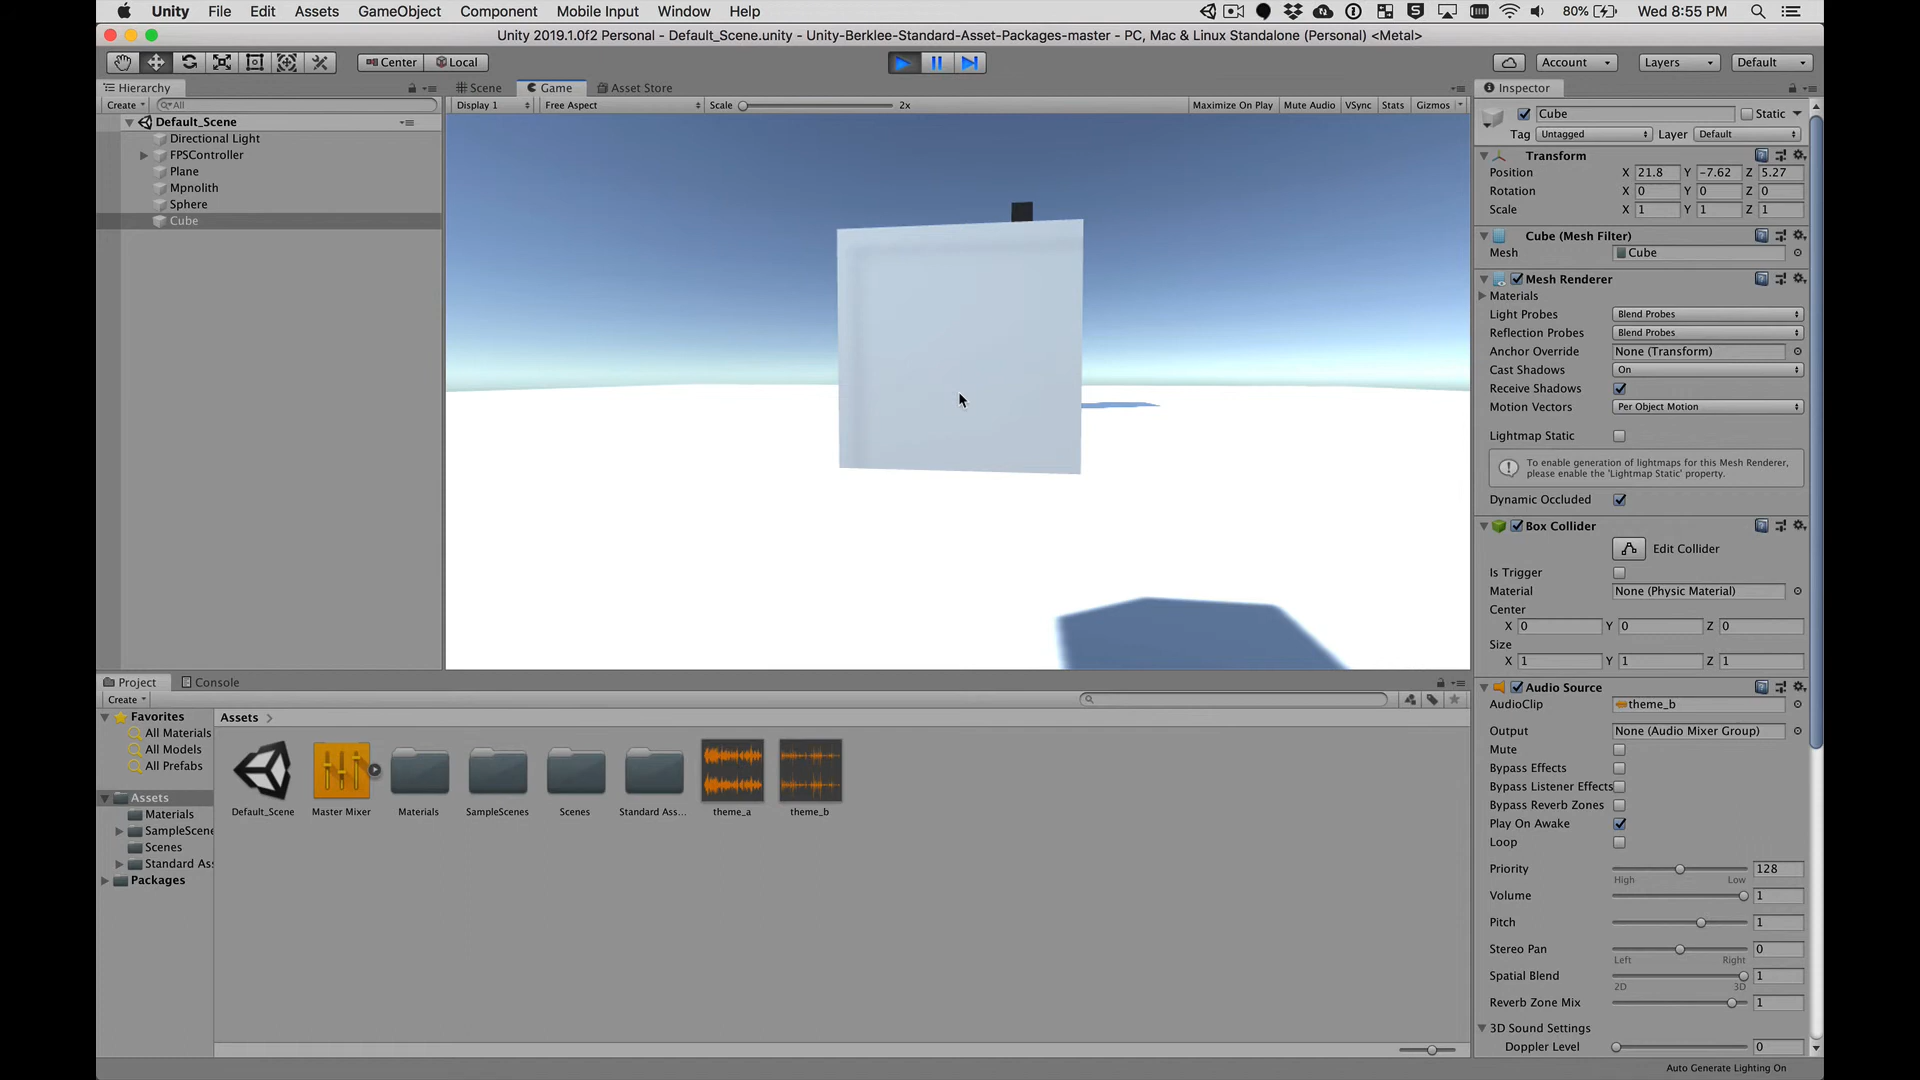 Unity File Edit Assets GameObject Component Mobile Input Window Help 80% Wed 8:55 PM
Unity 2019.1.0f2 Personal - Default_Scene.unity - Unity-Berklee-Standard-Asset-Packages-master - PC, Mac & Linux Standalone (Personal) <Metal>
Center Local Account Layers Default
Hierarchy
Create All
Default_Scene
Directional Light
FPSController
Plane
Mpnolith
Sphere
Cube
Scene Game Asset Store
Display 1 Free Aspect Scale 2x Maximize On Play Mute Audio VSync Stats Gizmos
Inspector
Cube Static
Tag Untagged Layer Default
Transform
Position X 21.8 Y -7.62 Z 5.27
Rotation X 0 Y 0 Z 0
Scale X 1 Y 1 Z 1
Cube (Mesh Filter)
Mesh Cube
Mesh Renderer
Materials
Light Probes Blend Probes
Reflection Probes Blend Probes
Anchor Override None (Transform)
Cast Shadows On
Receive Shadows
Motion Vectors Per Object Motion
Lightmap Static
To enable generation of lightmaps for this Mesh Renderer,
please enable the 'Lightmap Static' property.
Dynamic Occluded
Box Collider
Edit Collider
Is Trigger
Material None (Physic Material)
Center
X 0 Y 0 Z 0
Size
X 1 Y 1 Z 1
Audio Source
AudioClip theme_b
Output None (Audio Mixer Group)
Mute
Bypass Effects
Bypass Listener Effects
Bypass Reverb Zones
Play On Awake
Loop
Priority 128
High Low
Volume 1
Pitch 1
Stereo Pan 0
Left Right
Spatial Blend 1
2D 3D
Reverb Zone Mix 1
3D Sound Settings
Doppler Level 0
Project Console
Create
Favorites
All Materials
All Models
All Prefabs
Assets
Materials
SampleScene
Scenes
Standard Ass
Packages
Assets
Default_Scene Master Mixer Materials SampleScenes Scenes Standard Ass... theme_a theme_b
Auto Generate Lighting On